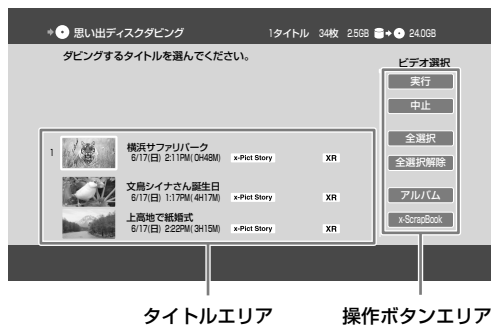 思い出ディスクダビング 1タイトル 34枚 2.5GB 24.0GB
ダビングするタイトルを選んでください。
ビデオ選択
実行
中止
全選択
全選択解除
アルバム
x-ScrapBook
1 横浜サファリパーク
6/17(日) 2:11PM( 0H48M) x-Pict Story XR
文鳥シイナさん誕生日
6/17(日) 1:17PM( 4H17M) x-Pict Story XR
上高地で紙婚式
6/17(日) 2:22PM( 3H15M) x-Pict Story XR
タイトルエリア 操作ボタンエリア